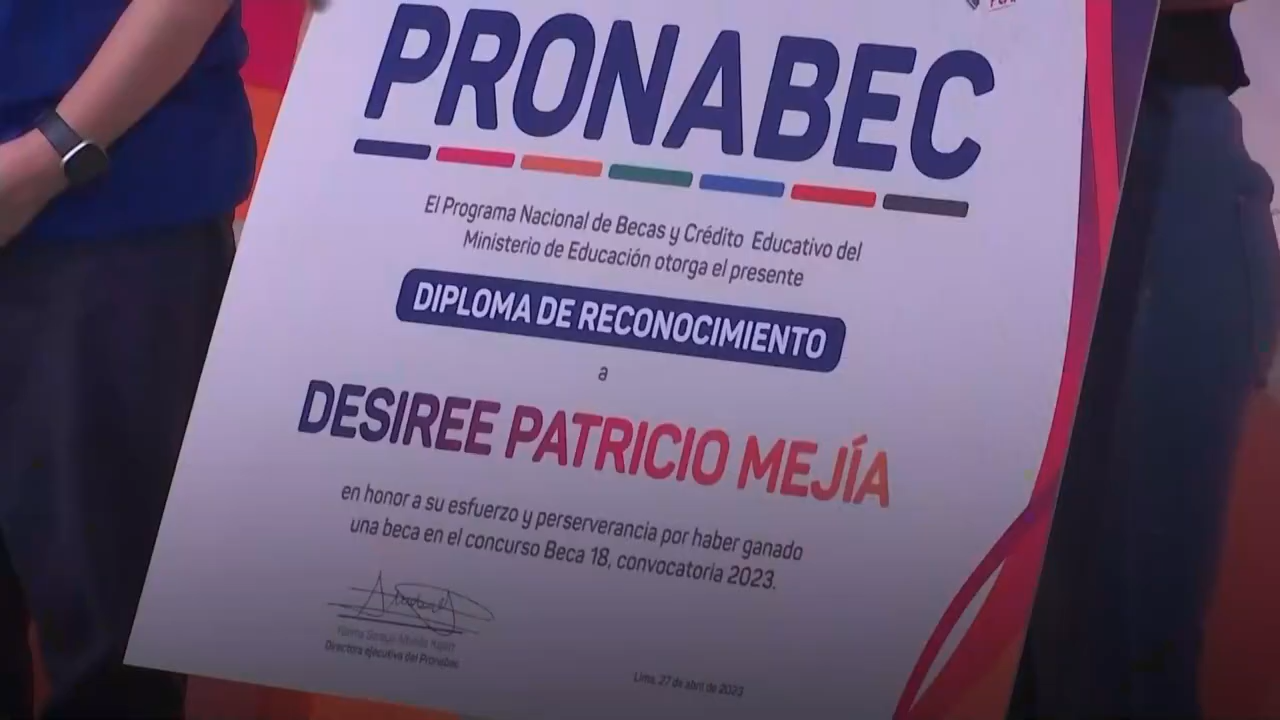 PRONABEC
El Programa Nacional de Becas y Crédito Educativo del
Ministerio de Educación otorga el presente
DIPLOMA DE RECONOCIMIENTO
a
DESIREE PATRICIO MEJÍA
en honor a su esfuerzo y perserverancia por haber ganado
una beca en el concurso Beca 18, convocatoria 2023.
Directora ejecutiva del Pronabec
Lima, 27 de abril de 2023